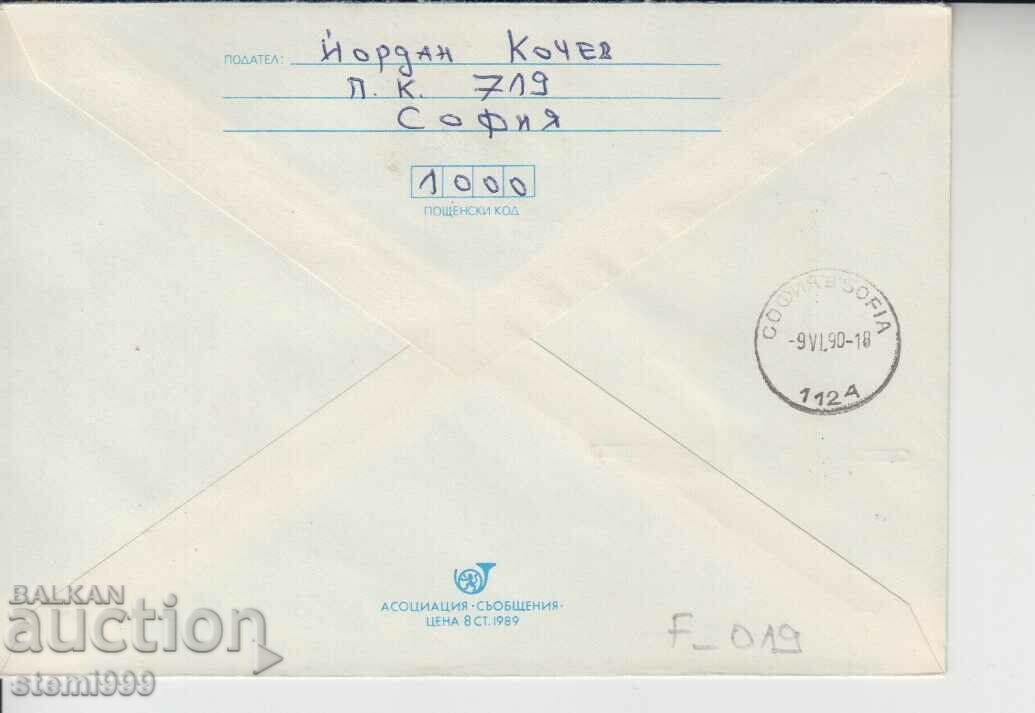 ПОДАТЕЛ: Йордан Кочев
П. К. 719
София
1000
ПОЩЕНСКИ КОД
СОФИЯ "В" SOFIA
-9.VI.90-18
1124
АСОЦИАЦИЯ • СЪОБЩЕНИЯ •
ЦЕНА 8 СТ. 1989
F_019
BALKAN
auction
stemi999